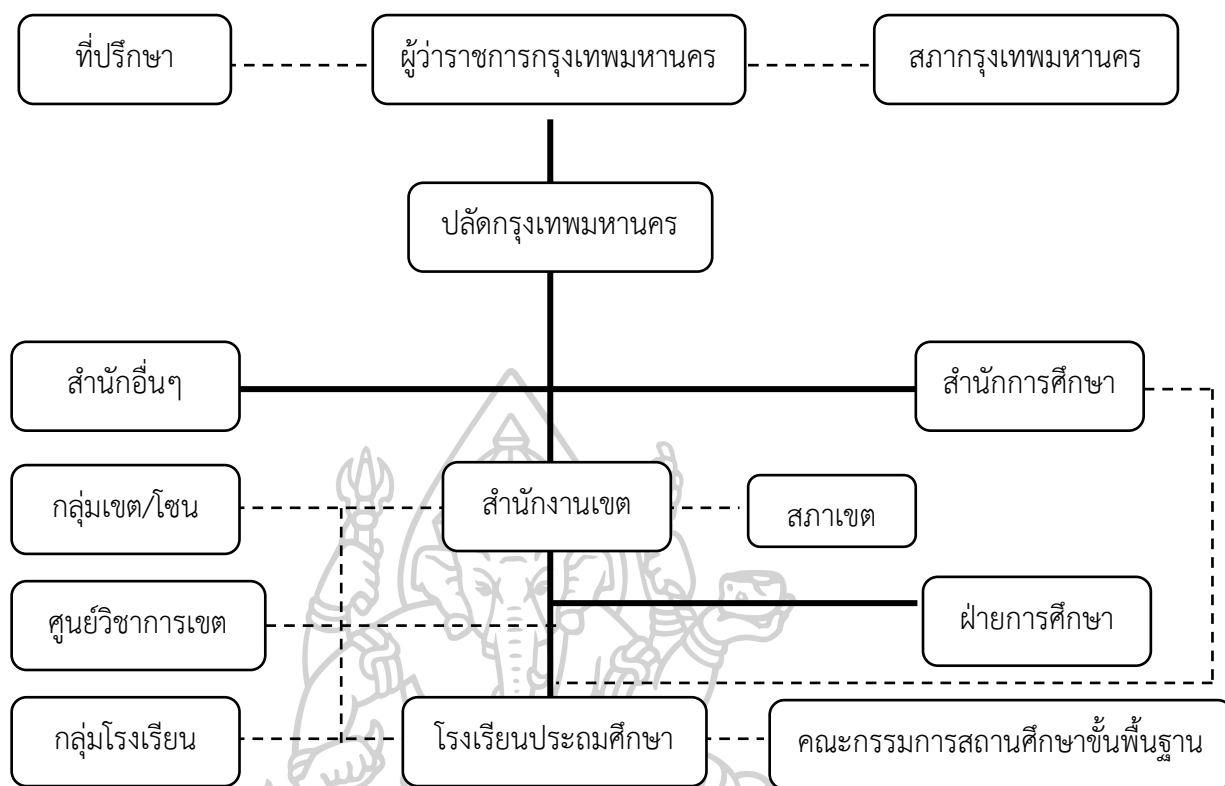 ที่ปรึกษา
ผู้ว่าราชการกรุงเทพมหานคร
สภากรุงเทพมหานคร
ปลัดกรุงเทพมหานคร
สำนักอื่นๆ
สำนักการศึกษา
กลุ่มเขต/โซน
สำนักงานเขต
สภาเขต
ศูนย์วิชาการเขต
ฝ่ายการศึกษา
กลุ่มโรงเรียน
โรงเรียนประถมศึกษา
คณะกรรมการสถานศึกษาขั้นพื้นฐาน